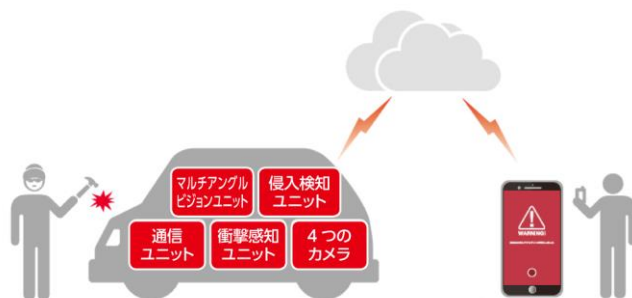 マルチアングル
ビジョンユニット
侵入検知
ユニット
通信
ユニット
衝撃感知
ユニット
4つの
カメラ
WARNING!